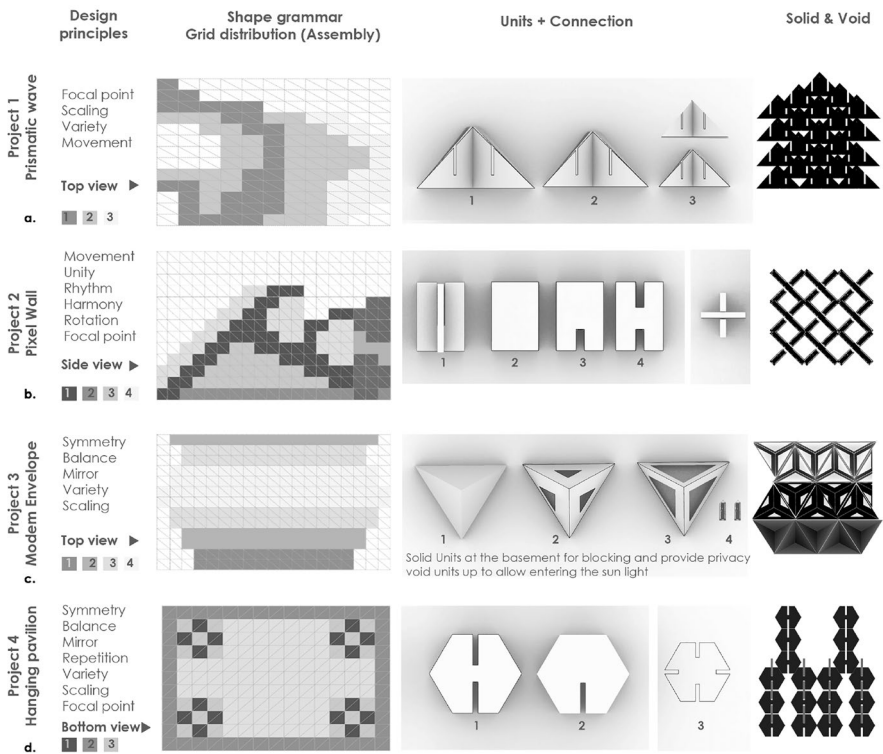 Design
principles
Shape grammar
Grid distribution (Assembly)
Units + Connection
Solid & Void
Project 1
Prismatic wave
Focal point
Scaling
Variety
Movement
Top view
a.
1 2 3
1
2
3
Project 2
Pixel Wall
Movement
Unity
Rhythm
Harmony
Rotation
Focal point
Side view
b.
1 2 3 4
1
2
3
4
Project 3
Modern Envelope
Symmetry
Balance
Mirror
Variety
Scaling
Top view
c.
1 2 3 4
1
2
3
4
Solid Units at the basement for blocking and provide privacy
void units up to allow entering the sun light
Project 4
Hanging pavilion
Symmetry
Balance
Mirror
Repetition
Variety
Scaling
Focal point
Bottom view
d.
1 2 3
1
2
3